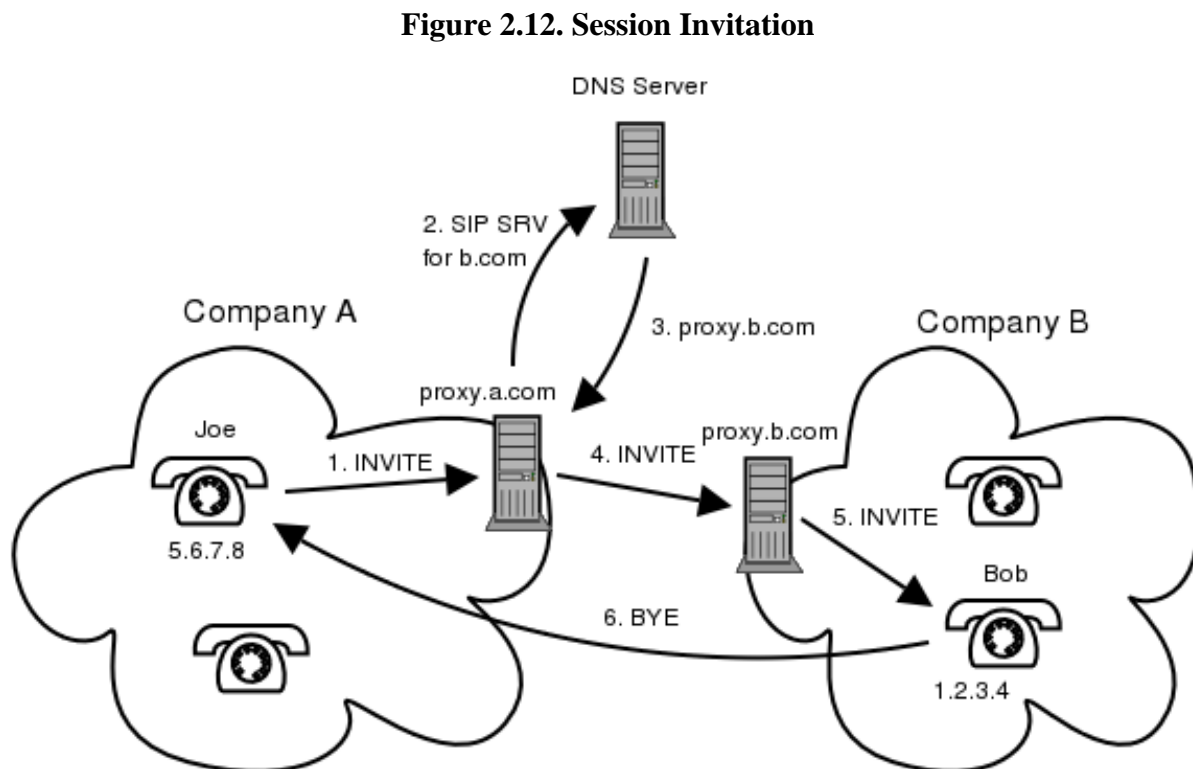 Figure 2.12. Session Invitation
DNS Server
2. SIP SRV
for b.com
3. proxy.b.com
Company A
Company B
proxy.a.com
proxy.b.com
Joe
1. INVITE
4. INVITE
5. INVITE
5.6.7.8
Bob
6. BYE
1.2.3.4